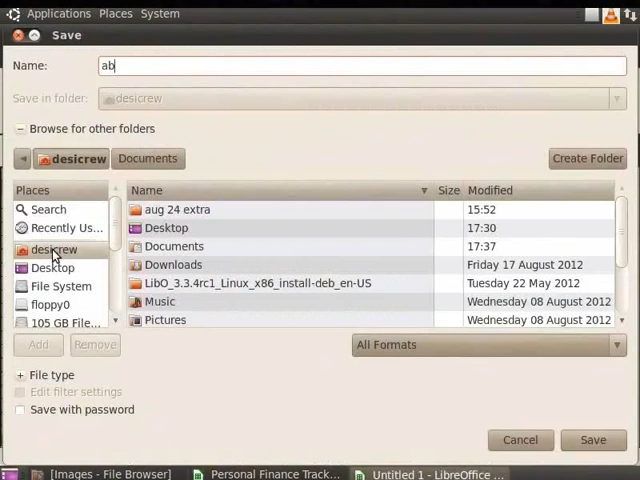 Applications Places System
Save
Name: ab
Save in folder: desicrew
Browse for other folders
desicrew Documents Create Folder
Places Name Size Modified
Search aug 24 extra 15:52
Recently Us... Desktop 17:30
desicrew Documents 17:37
Desktop Downloads Friday 17 August 2012
File System LibO_3.3.4rc1_Linux_x86_install-deb_en-US Tuesday 22 May 2012
floppy0 Music Wednesday 08 August 2012
105 GB File... Pictures Wednesday 08 August 2012
Add Remove All Formats
File type
Edit filter settings
Save with password
Cancel Save
[Images - File Browser] Personal Finance Track... Untitled 1 - LibreOffice ...